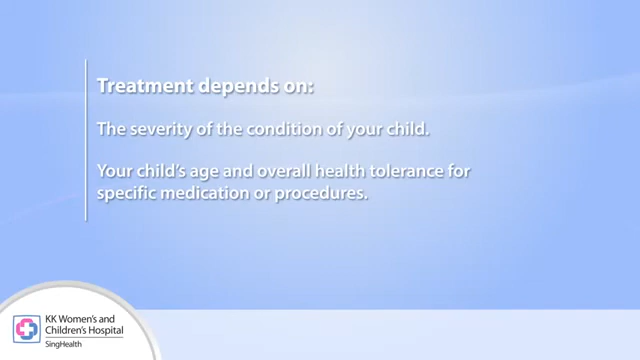 Treatment depends on:
The severity of the condition of your child.
Your child's age and overall health tolerance for
specific medication or procedures.
KK Women's and
Children's Hospital
SingHealth